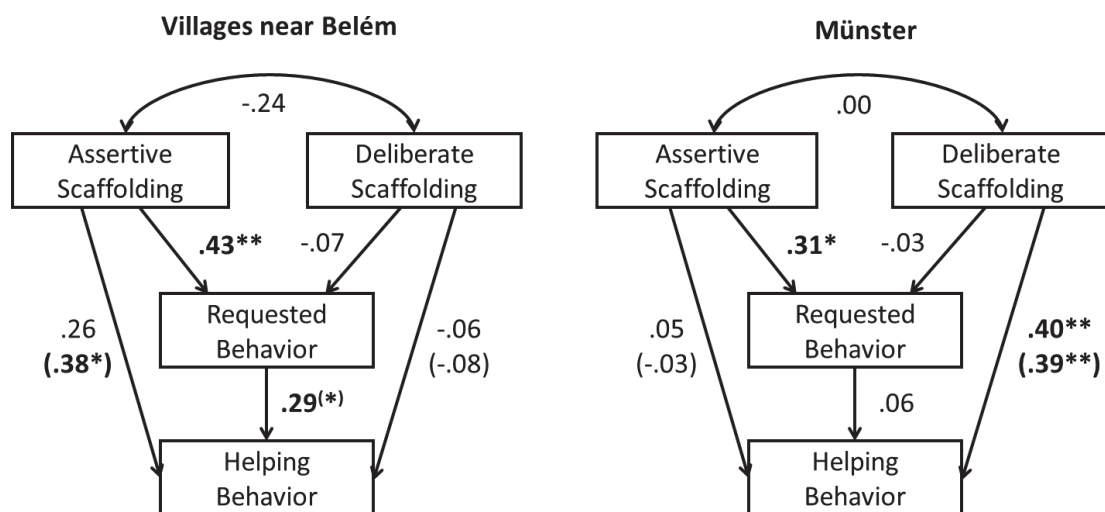 Villages near Belém
-.24
Assertive
Scaffolding
Deliberate
Scaffolding
.43**
-.07
Requested
Behavior
.26
(.38*)
-.06
(-.08)
.29(*)
Helping
Behavior
Münster
.00
Assertive
Scaffolding
Deliberate
Scaffolding
.31*
-.03
Requested
Behavior
.05
(-.03)
.40**
(.39**)
.06
Helping
Behavior